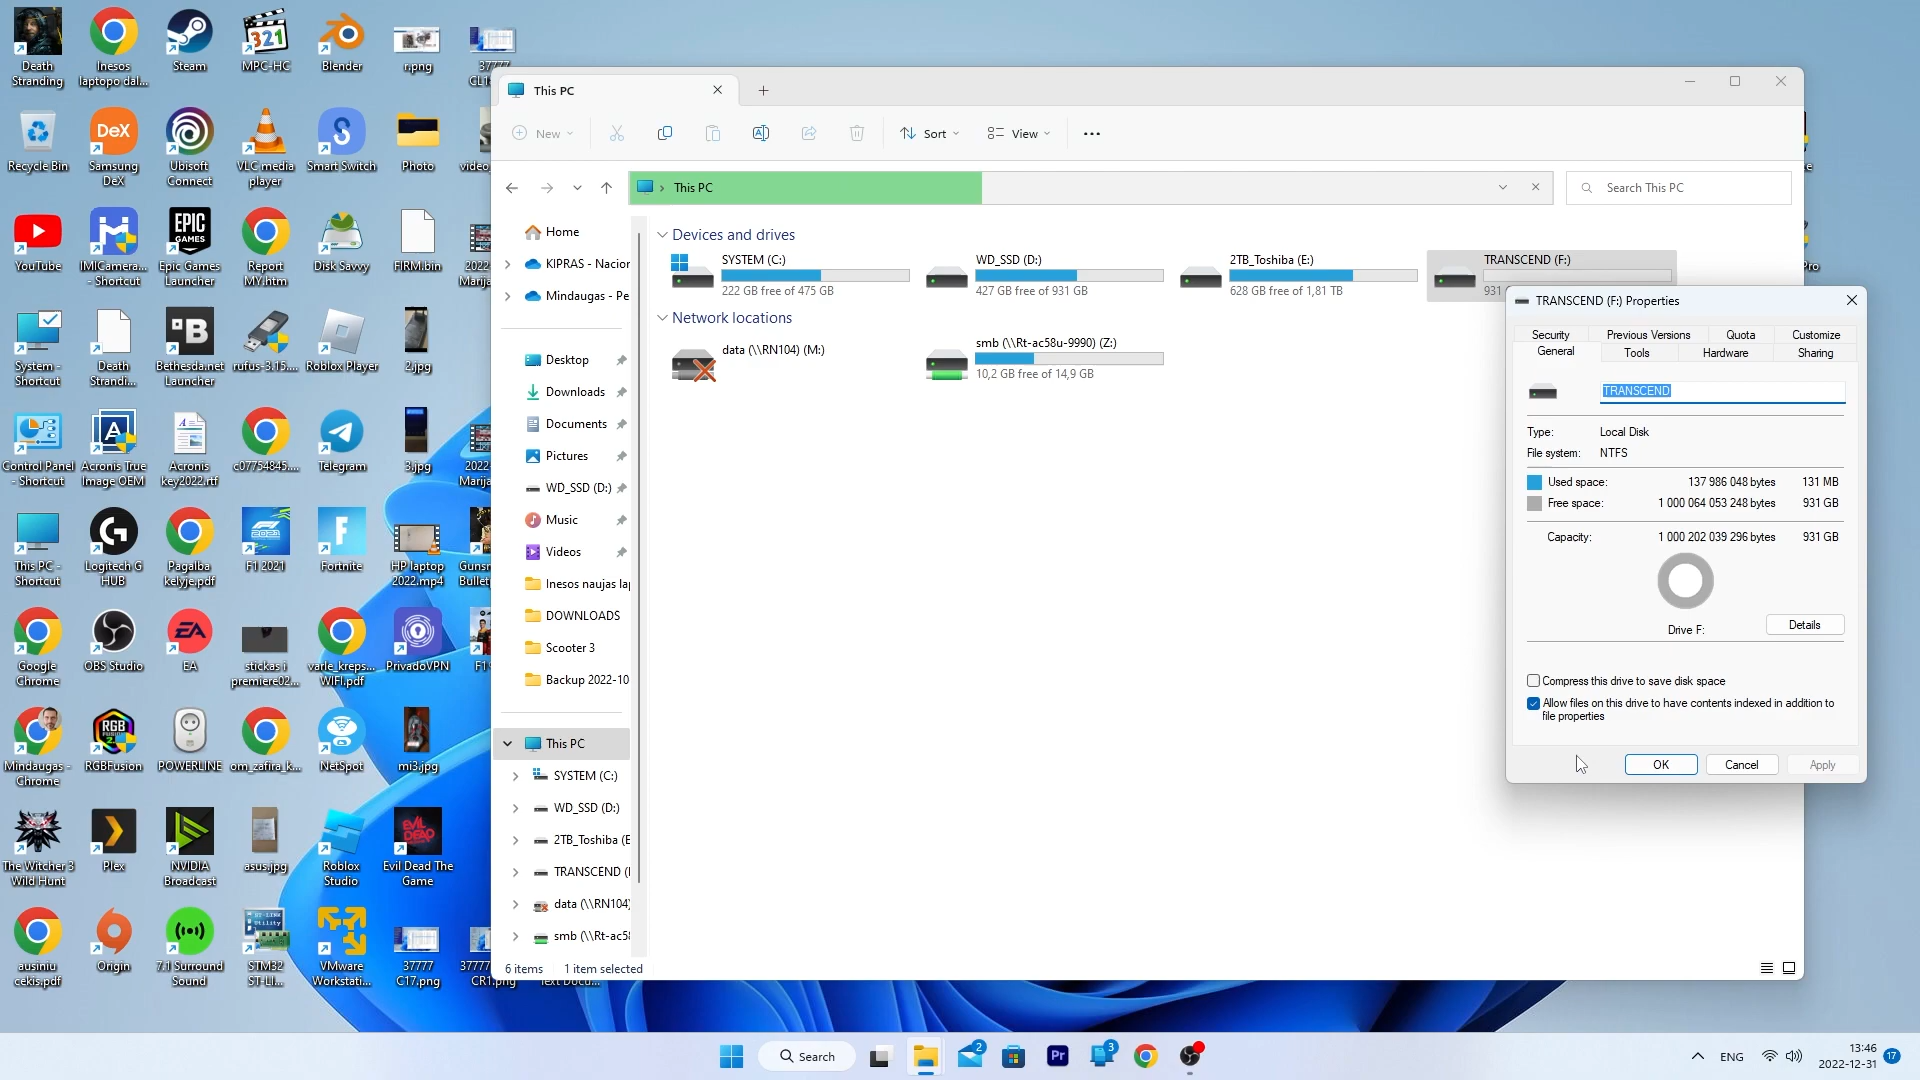 Death
Stranding
Inesos
laptopo dal...
Steam
MPC-HC
Blender
r.png
37777
Recycle Bin
Samsung
DeX
Ubisoft
Connect
VLC media
player
Smart Switch
Photo
YouTube
IMICamera...
- Shortcut
Epic Games
Launcher
Report
MY.htm
Disk Savvy
FIRM.bin
System -
Shortcut
Death
Strandi...
Bethesda.net
Launcher
rufus-3.15....
Roblox Player
2.jpg
Control Panel
- Shortcut
Acronis True
Image OEM
Acronis
key2022.rtf
c07754845....
Telegram
3.jpg
This PC -
Shortcut
Logitech G
HUB
Pagalba
kelyje.pdf
F1 2021
Fortnite
HP laptop
2022.mp4
Google
Chrome
OBS Studio
EA
stickas i
premiere02...
varle_kreps...
WIFI.pdf
PrivadoVPN
Mindaugas -
Chrome
RGBFusion
POWERLINE
om_zafira_k...
NetSpot
mi3.jpg
The Witcher 3
Wild Hunt
Plex
NVIDIA
Broadcast
asus.jpg
Roblox
Studio
Evil Dead The
Game
ausiniu
cekis.pdf
Origin
7.1 Surround
Sound
STM32
ST-LI...
VMware
Workstati...
37777
C17.png
CR1.png
This PC
New
Sort
View
This PC
Search This PC
Home
KIPRAS - Nacior
Mindaugas - Pe
Desktop
Downloads
Documents
Pictures
WD_SSD (D:)
Music
Videos
Inesos naujas la
DOWNLOADS
Scooter 3
Backup 2022-10
This PC
SYSTEM (C:)
WD_SSD (D:)
2TB_Toshiba (E
TRANSCEND (
data (\\RN104)
smb (\\Rt-ac58
6 items
1 item selected
Devices and drives
SYSTEM (C:)
222 GB free of 475 GB
WD_SSD (D:)
427 GB free of 931 GB
2TB_Toshiba (E:)
628 GB free of 1,81 TB
TRANSCEND (F:)
931
Network locations
data (\\RN104) (M:)
smb (\\Rt-ac58u-9990) (Z:)
10,2 GB free of 14,9 GB
TRANSCEND (F:) Properties
Security
Previous Versions
Quota
Customize
General
Tools
Hardware
Sharing
TRANSCEND
Type:
Local Disk
File system:
NTFS
Used space:
137 986 048 bytes
131 MB
Free space:
1 000 064 053 248 bytes
931 GB
Capacity:
1 000 202 039 296 bytes
931 GB
Drive F:
Details
Compress this drive to save disk space
Allow files on this drive to have contents indexed in addition to
file properties
OK
Cancel
Apply
Search
2
Pr
3
ENG
13:46
2022-12-31
17